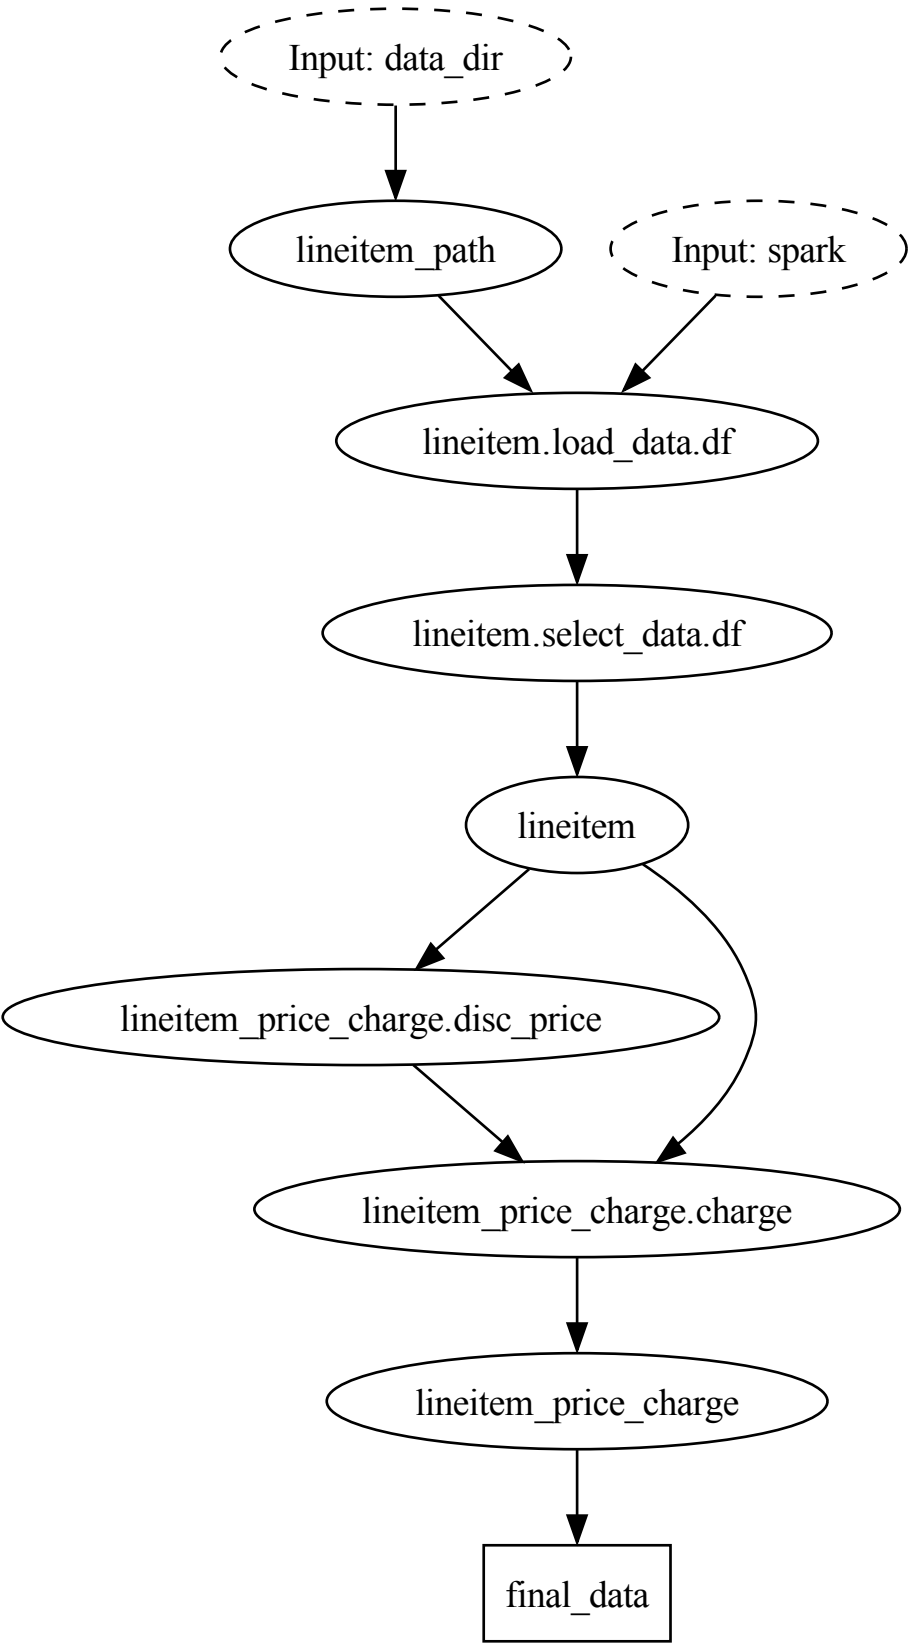 Input: data_dir
lineitem_path
Input: spark
lineitem.load_data.df
lineitem.select_data.df
lineitem
lineitem_price_charge.disc_price
lineitem_price_charge.charge
lineitem_price_charge
final_data